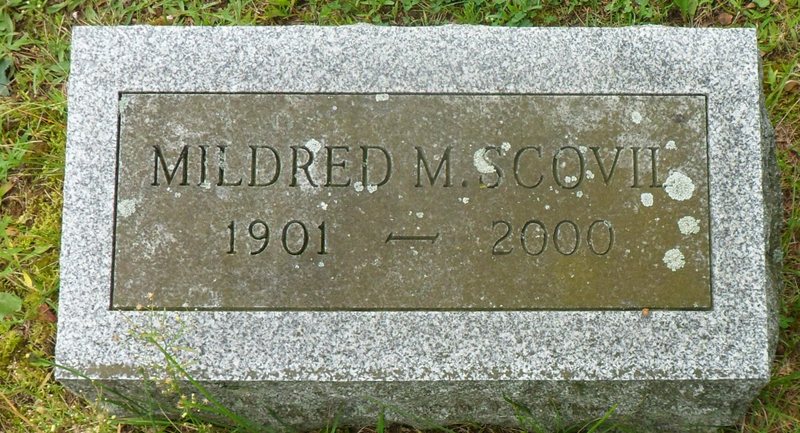 MILDRED M. SCOVIL
1901 — 2000